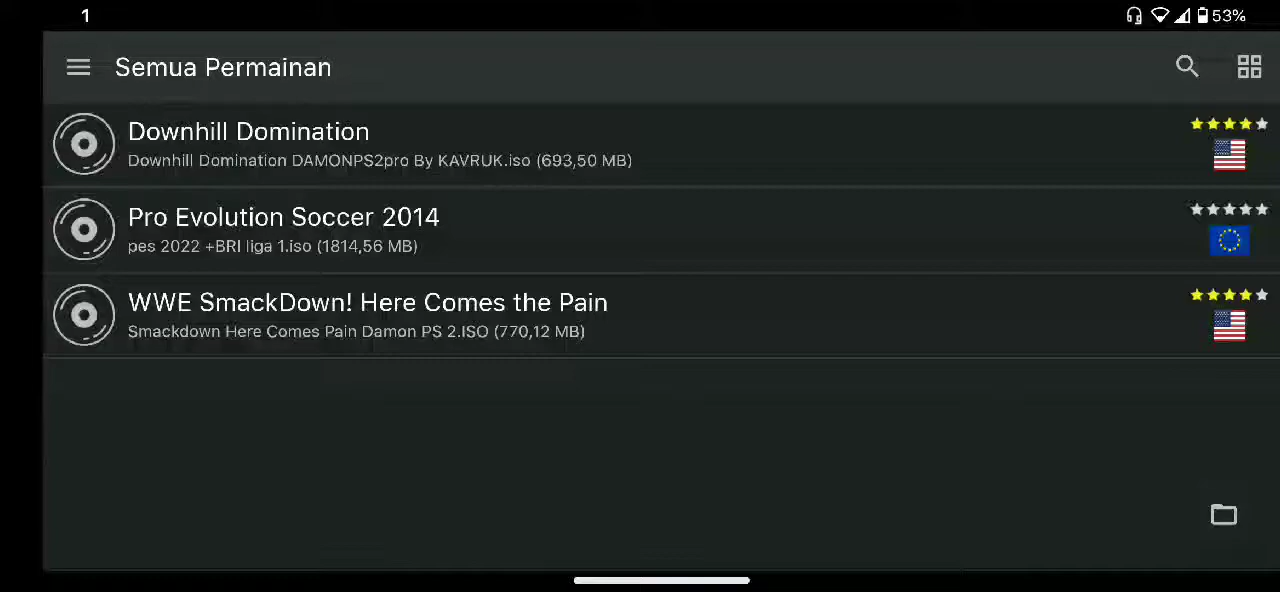 1
53%
Semua Permainan
Downhill Domination
Downhill Domination DAMONPS2pro By KAVRUK.iso (693,50 MB)
Pro Evolution Soccer 2014
pes 2022 +BRI liga 1.iso (1814,56 MB)
WWE SmackDown! Here Comes the Pain
Smackdown Here Comes Pain Damon PS 2.ISO (770,12 MB)